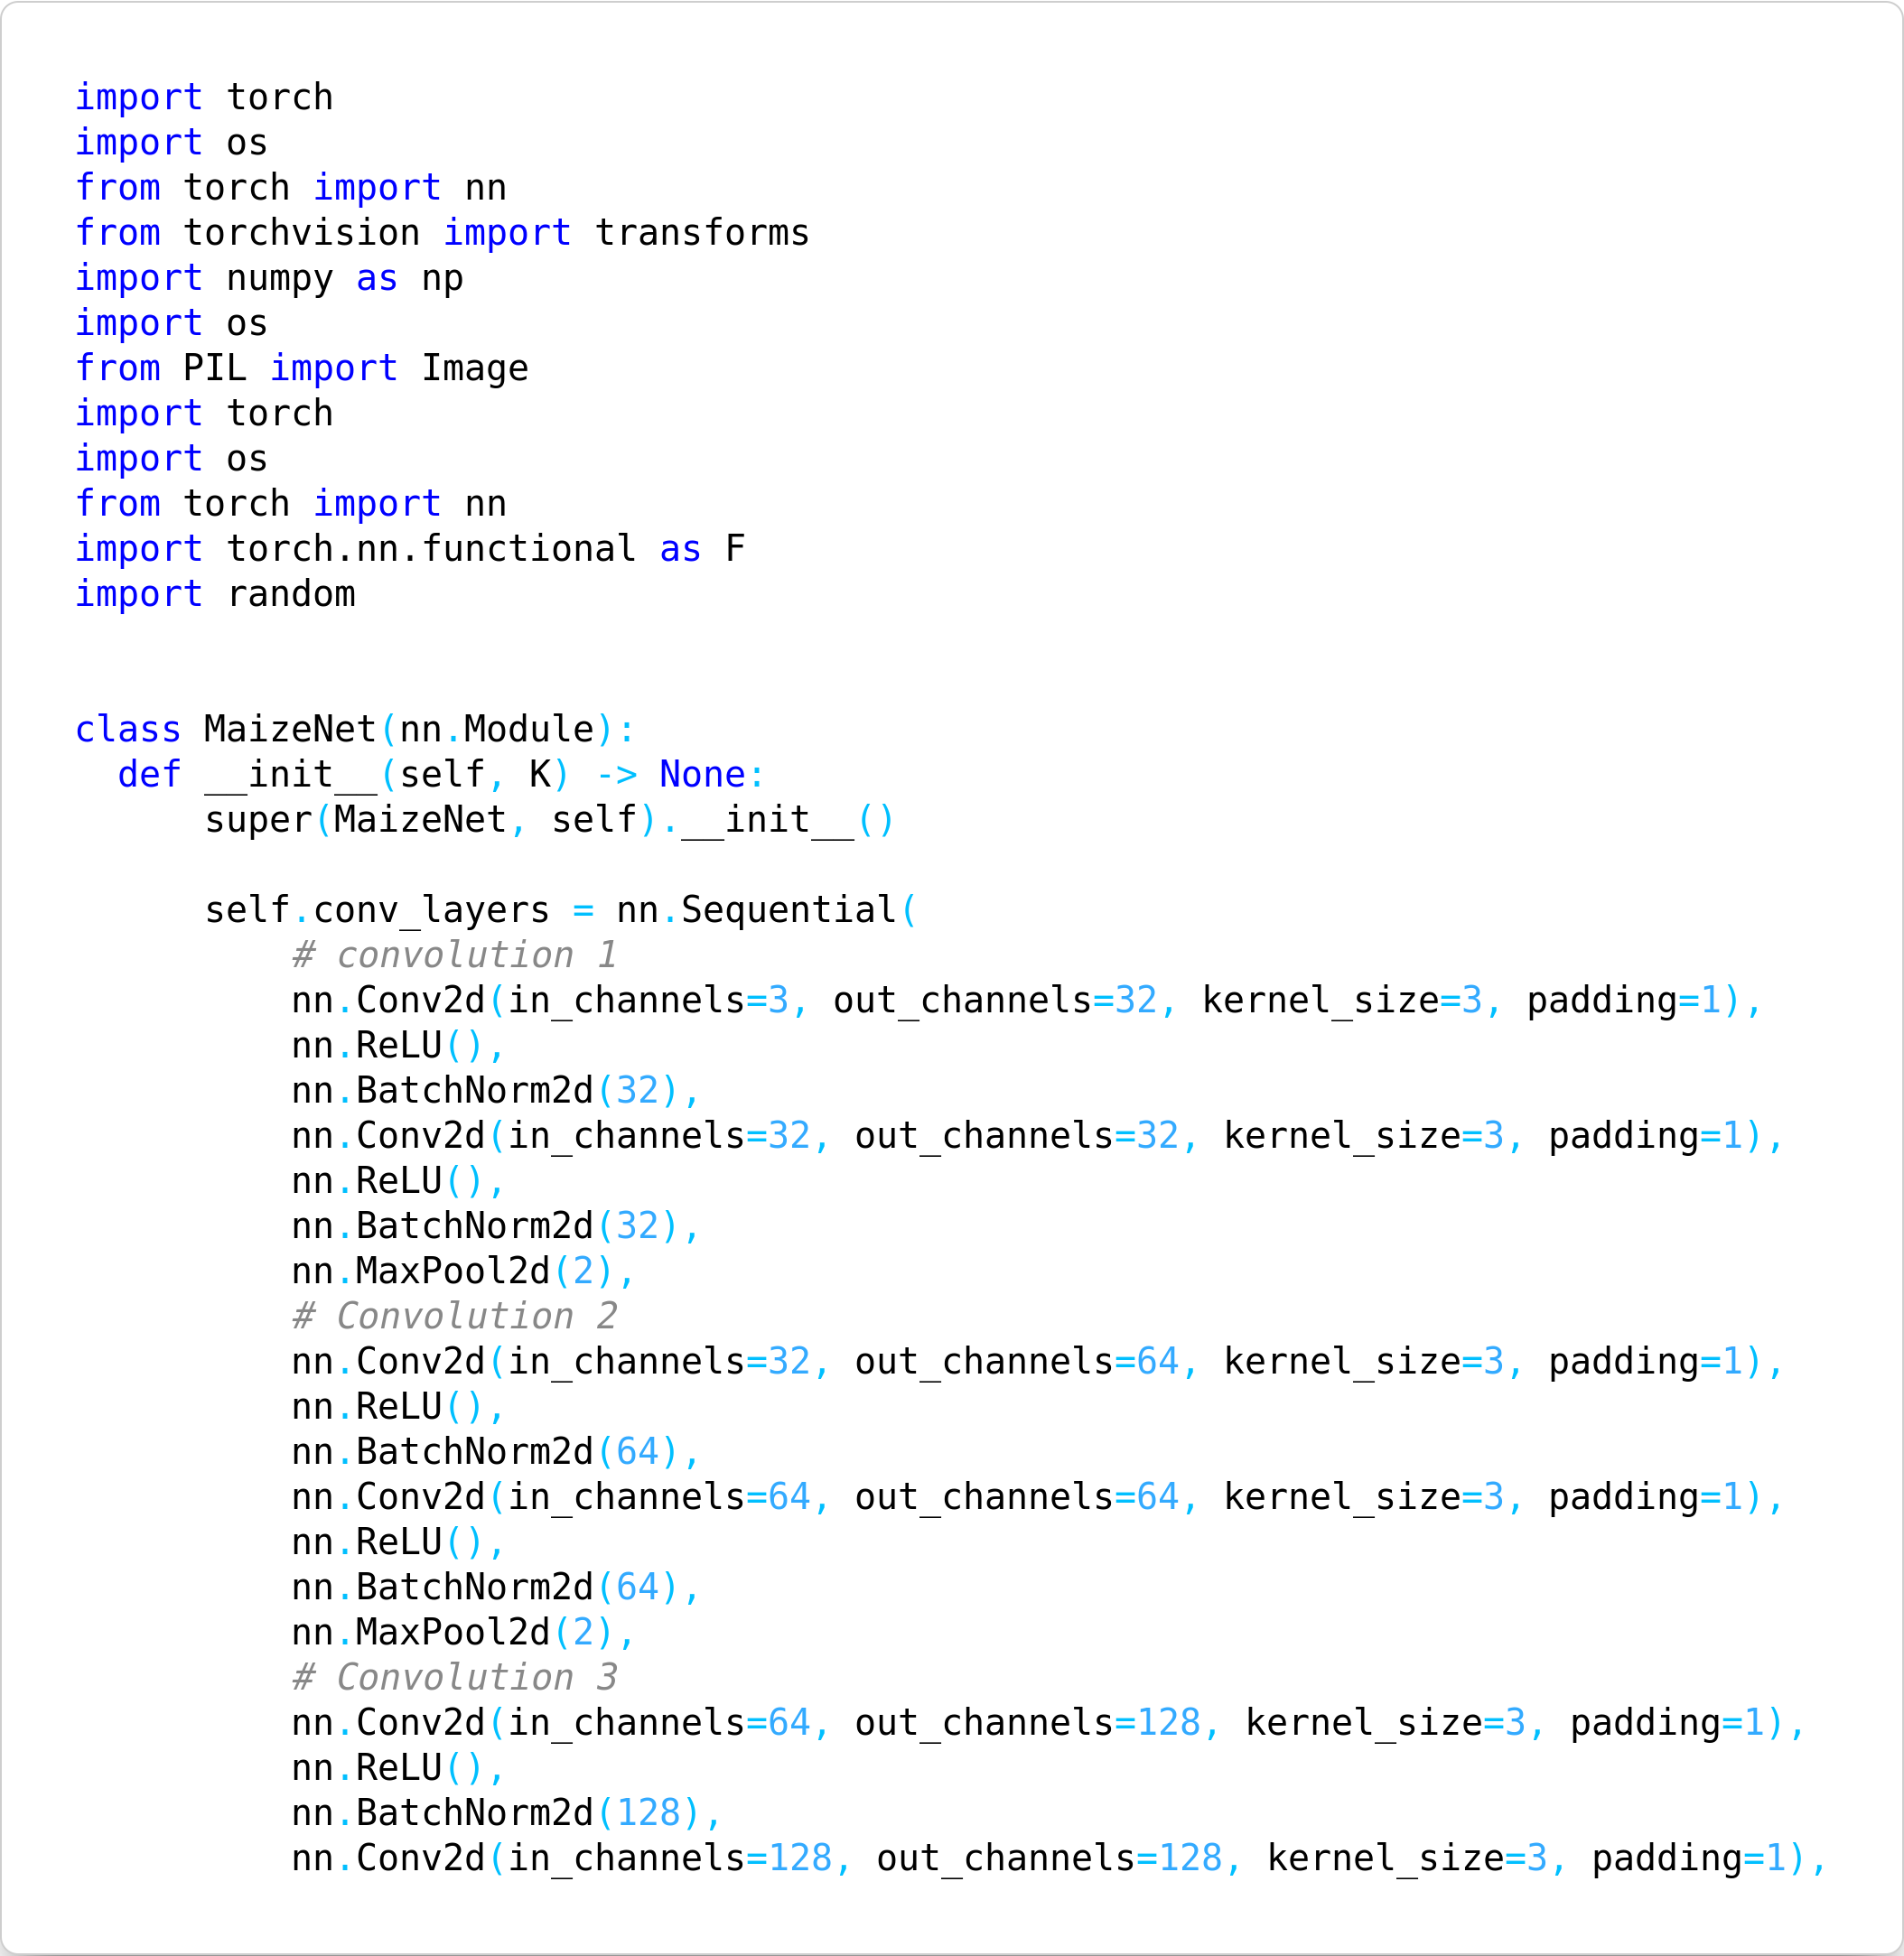 import torch
import os
from torch import nn
from torchvision import transforms
import numpy as np
import os
from PIL import Image
import torch
import os
from torch import nn
import torch.nn.functional as F
import random


class MaizeNet(nn.Module):
  def __init__(self, K) -> None:
      super(MaizeNet, self).__init__()

      self.conv_layers = nn.Sequential(
          # convolution 1
          nn.Conv2d(in_channels=3, out_channels=32, kernel_size=3, padding=1),
          nn.ReLU(),
          nn.BatchNorm2d(32),
          nn.Conv2d(in_channels=32, out_channels=32, kernel_size=3, padding=1),
          nn.ReLU(),
          nn.BatchNorm2d(32),
          nn.MaxPool2d(2),
          # Convolution 2
          nn.Conv2d(in_channels=32, out_channels=64, kernel_size=3, padding=1),
          nn.ReLU(),
          nn.BatchNorm2d(64),
          nn.Conv2d(in_channels=64, out_channels=64, kernel_size=3, padding=1),
          nn.ReLU(),
          nn.BatchNorm2d(64),
          nn.MaxPool2d(2),
          # Convolution 3
          nn.Conv2d(in_channels=64, out_channels=128, kernel_size=3, padding=1),
          nn.ReLU(),
          nn.BatchNorm2d(128),
          nn.Conv2d(in_channels=128, out_channels=128, kernel_size=3, padding=1),